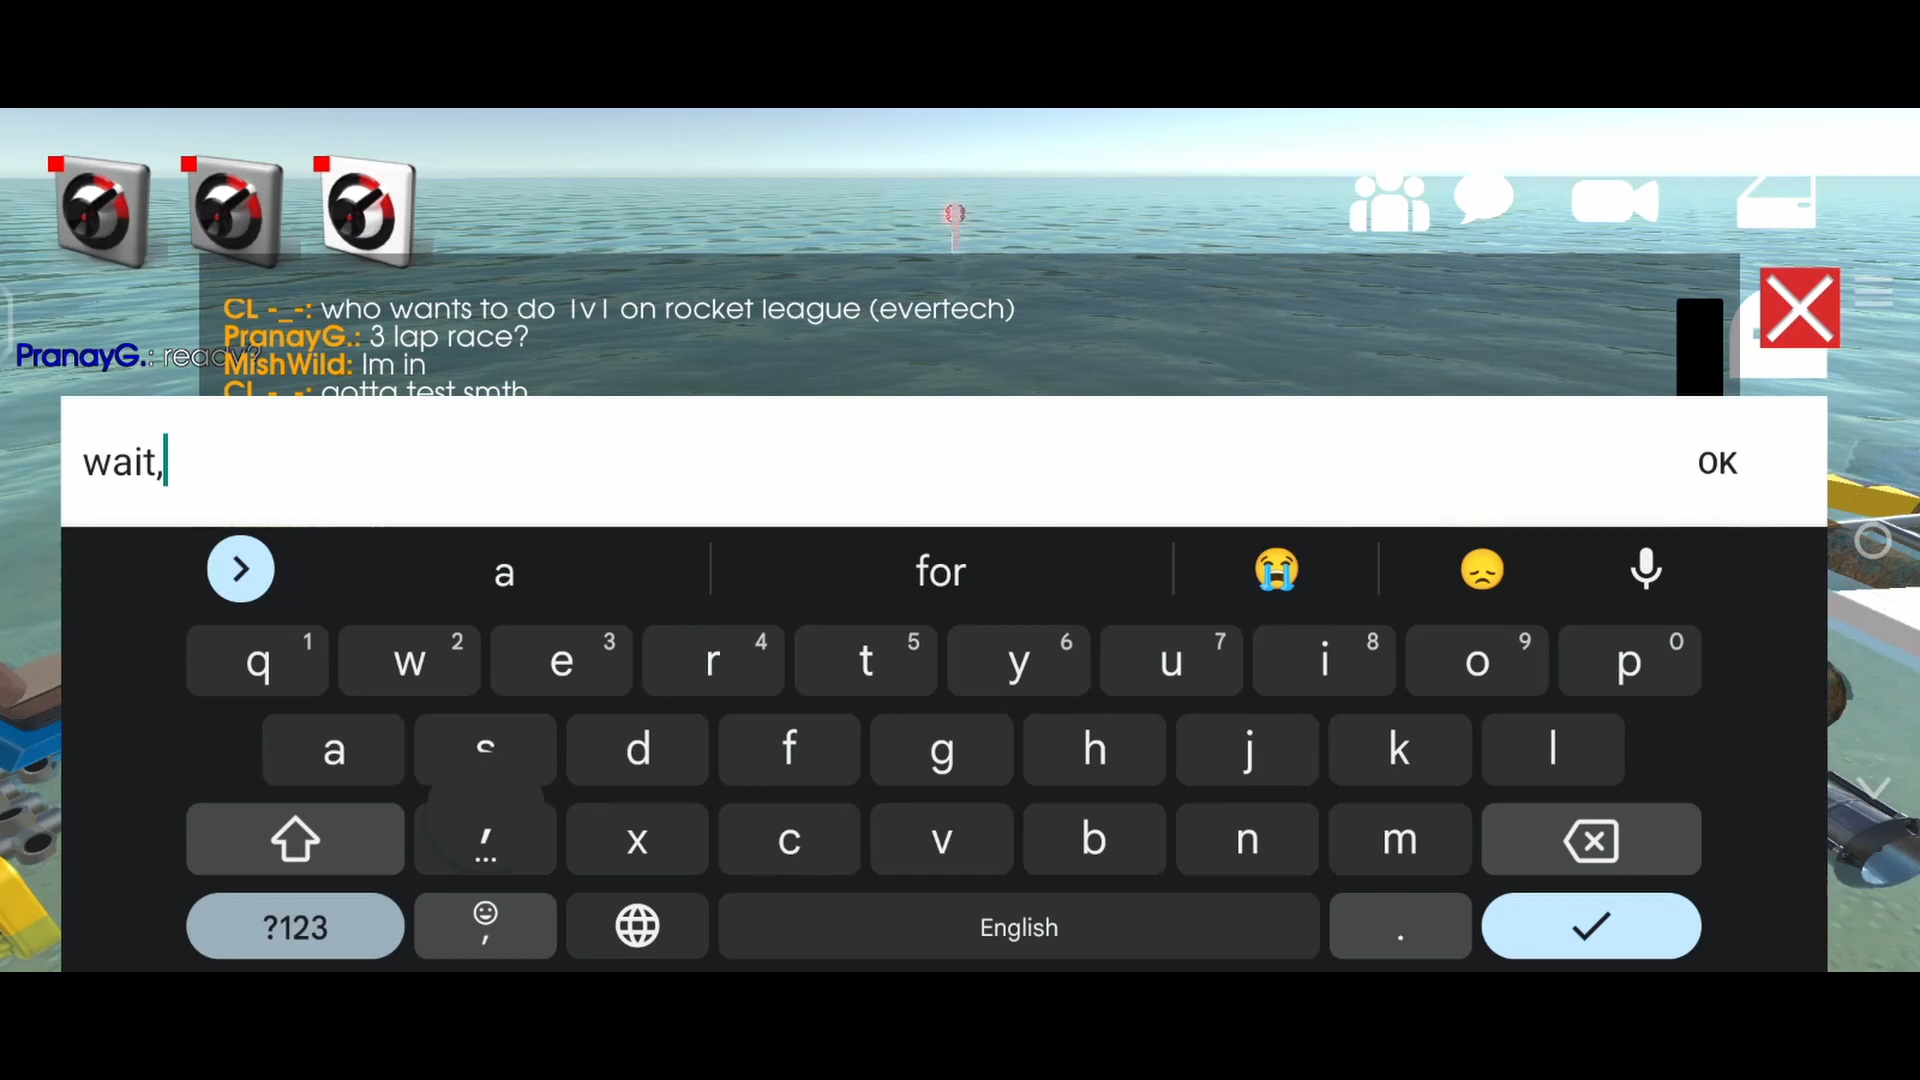 CL -_-: who wants to do 1v1 on rocket league (evertech)
PranayG.: 3 lap race?
PranayG.: ready?
MishWild: Im in
CL -_-: gotta test smth
wait,
OK
a for
q 1 w 2 e 3 r 4 t 5 y 6 u 7 i 8 o 9 p 0
a s d f g h j k l
, ... x c v b n m
?123 , English .